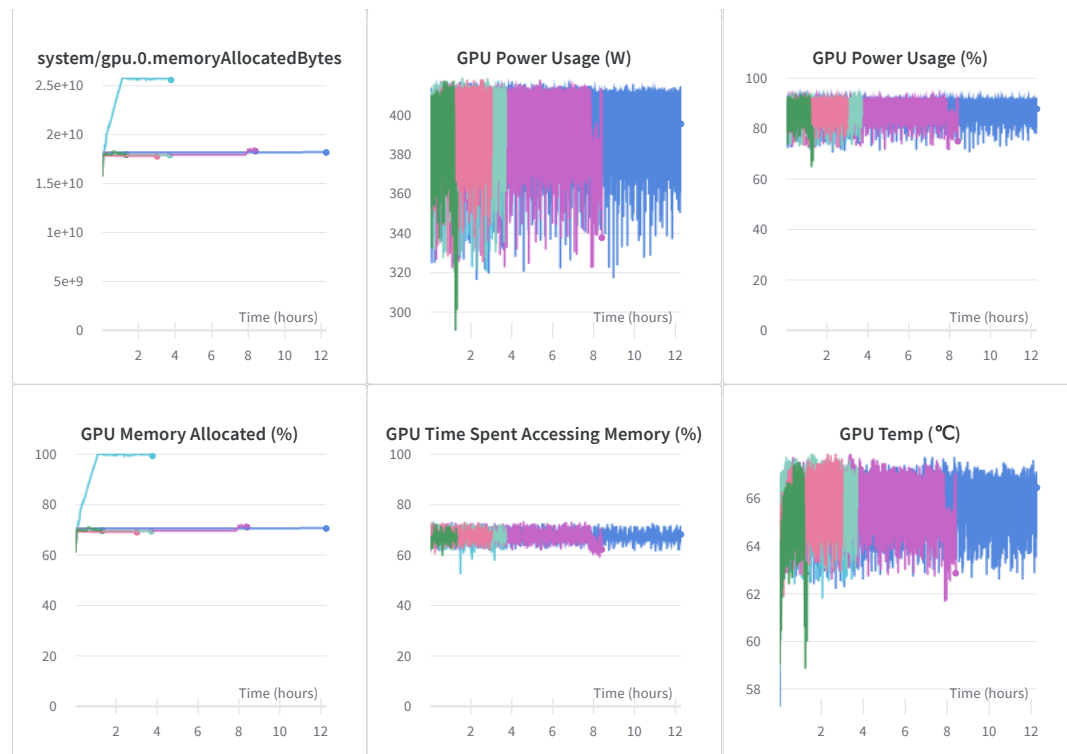 system/gpu.0.memoryAllocatedBytes
2.5e+10
2e+10
1.5e+10
1e+10
5e+9
0
Time (hours)
2 4 6 8 10 12
GPU Power Usage (W)
400
380
360
340
320
300
Time (hours)
2 4 6 8 10 12
GPU Power Usage (%)
100
80
60
40
20
0
Time (hours)
2 4 6 8 10 12
GPU Memory Allocated (%)
100
80
60
40
20
0
Time (hours)
2 4 6 8 10 12
GPU Time Spent Accessing Memory (%)
100
80
60
40
20
0
Time (hours)
2 4 6 8 10 12
GPU Temp (℃)
66
64
62
60
58
Time (hours)
2 4 6 8 10 12